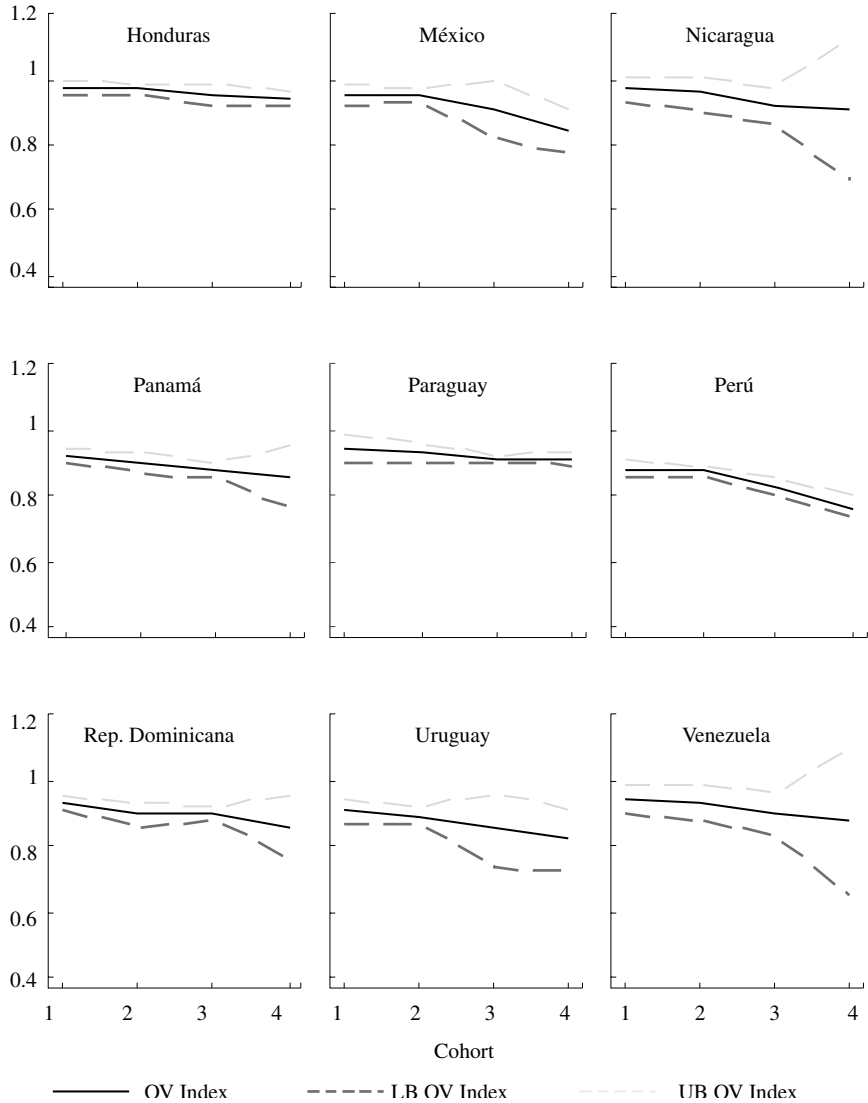 1.2
Honduras México Nicaragua
1
0.8
0.6
0.4
1.2
Panamá Paraguay Perú
1
0.8
0.6
0.4
1.2
Rep. Dominicana Uruguay Venezuela
1
0.8
0.6
0.4
1 2 3 4 1 2 3 4 1 2 3 4
Cohort
OV Index LB OV Index UB OV Index